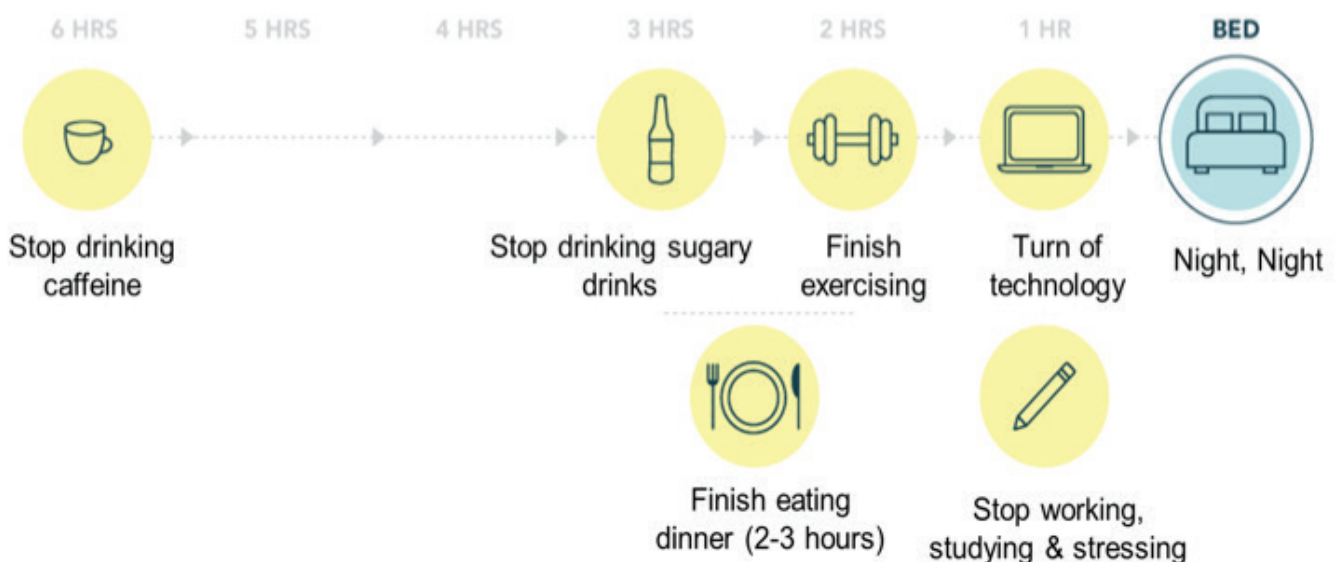 6 HRS 5 HRS 4 HRS 3 HRS 2 HRS 1 HR BED
Stop drinking
caffeine
Stop drinking sugary
drinks
Finish
exercising
Turn of
technology
Night, Night
Finish eating
dinner (2-3 hours)
Stop working,
studying & stressing